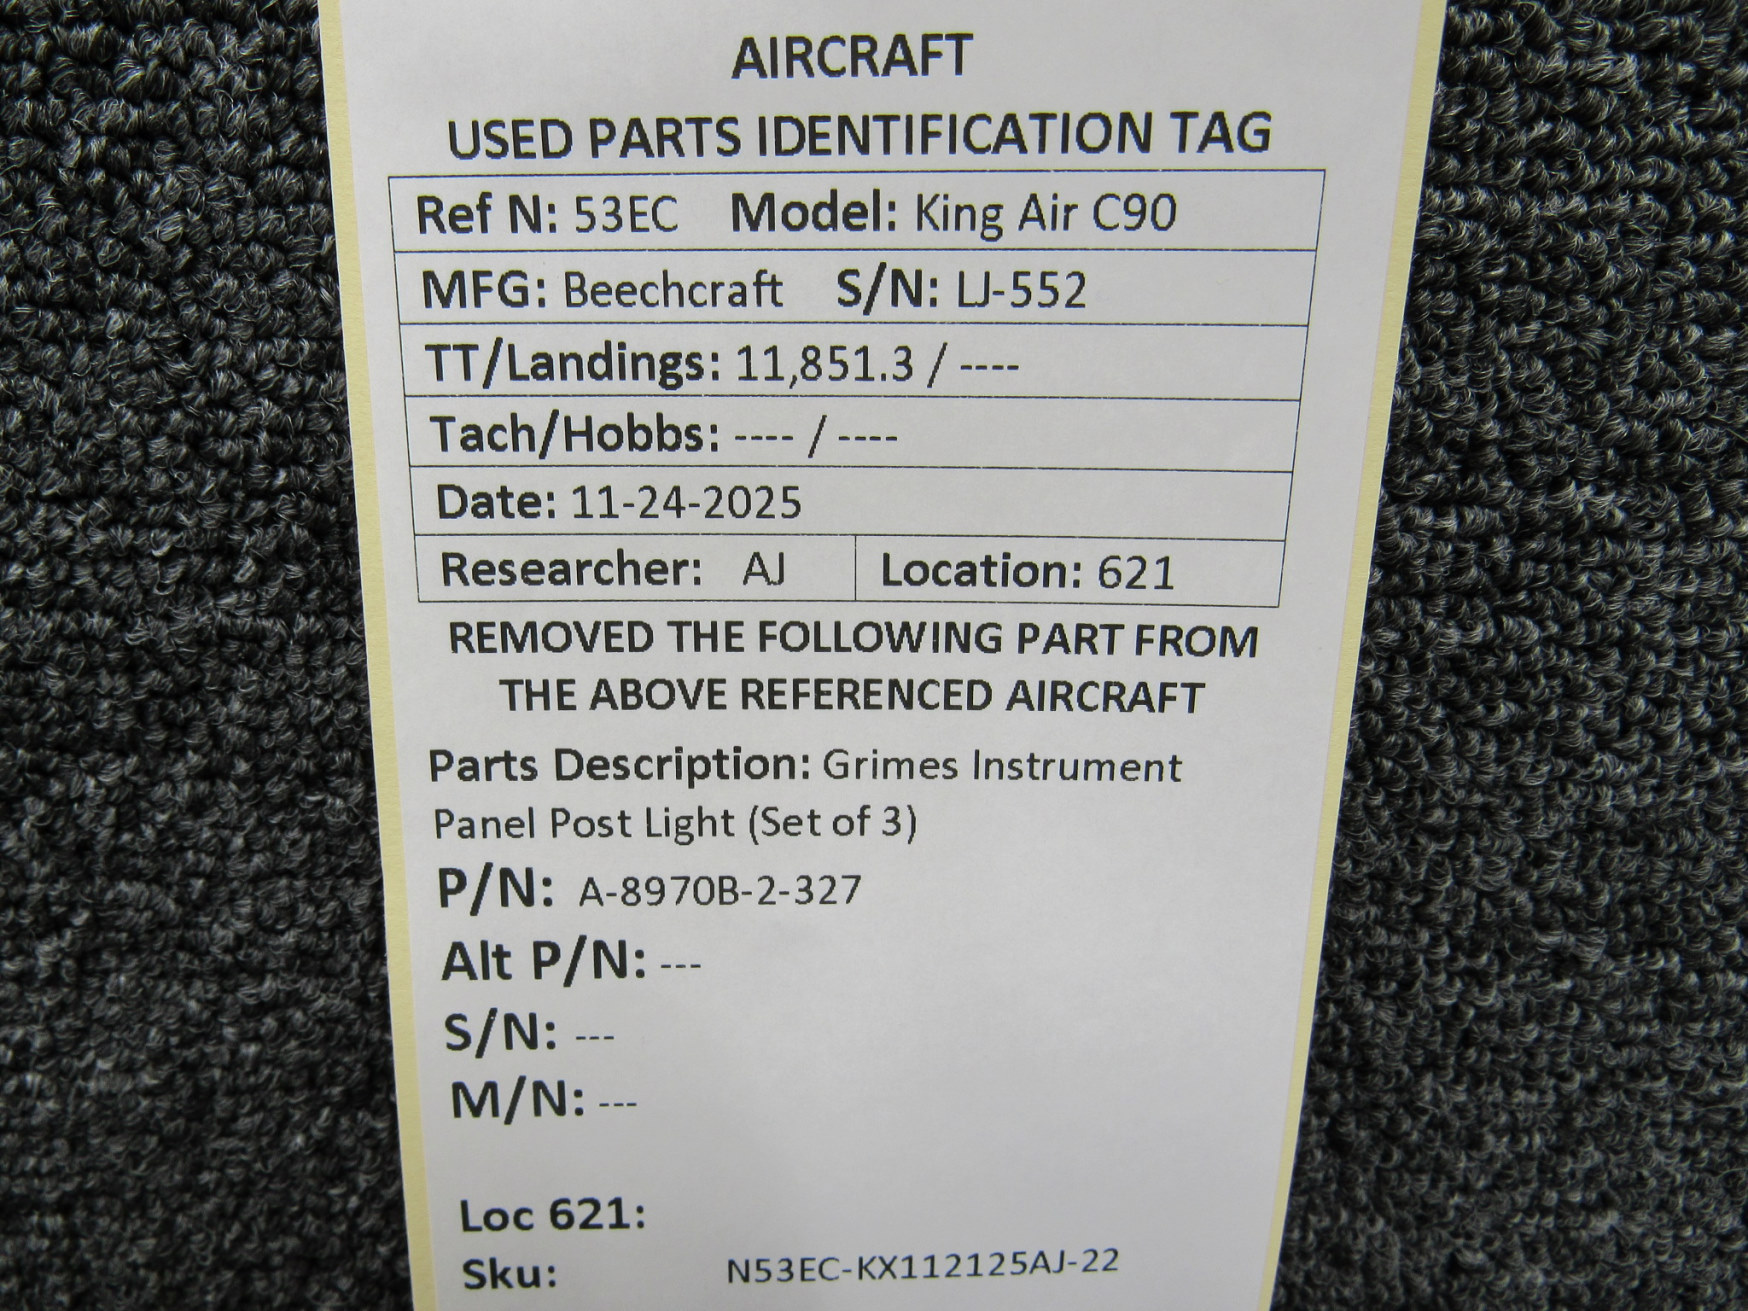 AIRCRAFT
USED PARTS IDENTIFICATION TAG
Ref N: 53EC Model: King Air C90
MFG: Beechcraft S/N: LJ-552
TT/Landings: 11,851.3 / ----
Tach/Hobbs: ---- / ----
Date: 11-24-2025
Researcher: AJ Location: 621
REMOVED THE FOLLOWING PART FROM
THE ABOVE REFERENCED AIRCRAFT
Parts Description: Grimes Instrument
Panel Post Light (Set of 3)
P/N: A-8970B-2-327
Alt P/N: ---
S/N: ---
M/N: ---
Loc 621:
Sku: N53EC-KX112125AJ-22